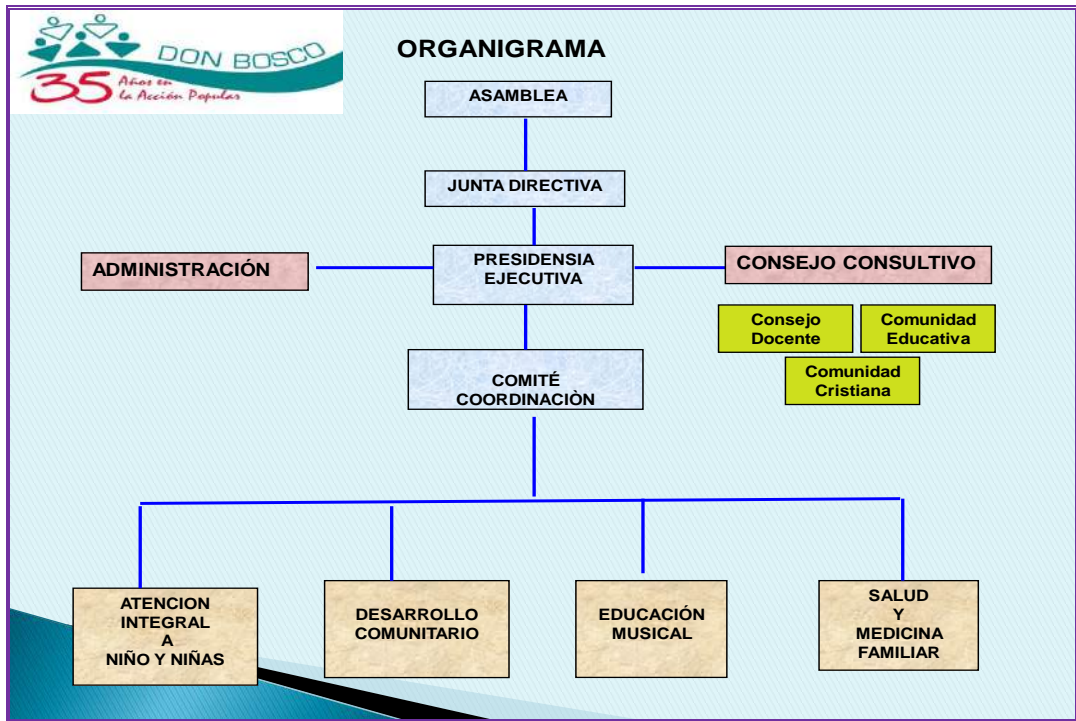 DON BOSCO
35 Años en
la Acción Popular
ORGANIGRAMA
ASAMBLEA
JUNTA DIRECTIVA
ADMINISTRACIÓN
PRESIDENSIA
EJECUTIVA
CONSEJO CONSULTIVO
Consejo
Docente
Comunidad
Educativa
Comunidad
Cristiana
COMITÉ
COORDINACIÒN
ATENCION
INTEGRAL
A
NIÑO Y NIÑAS
DESARROLLO
COMUNITARIO
EDUCACIÓN
MUSICAL
SALUD
Y
MEDICINA
FAMILIAR